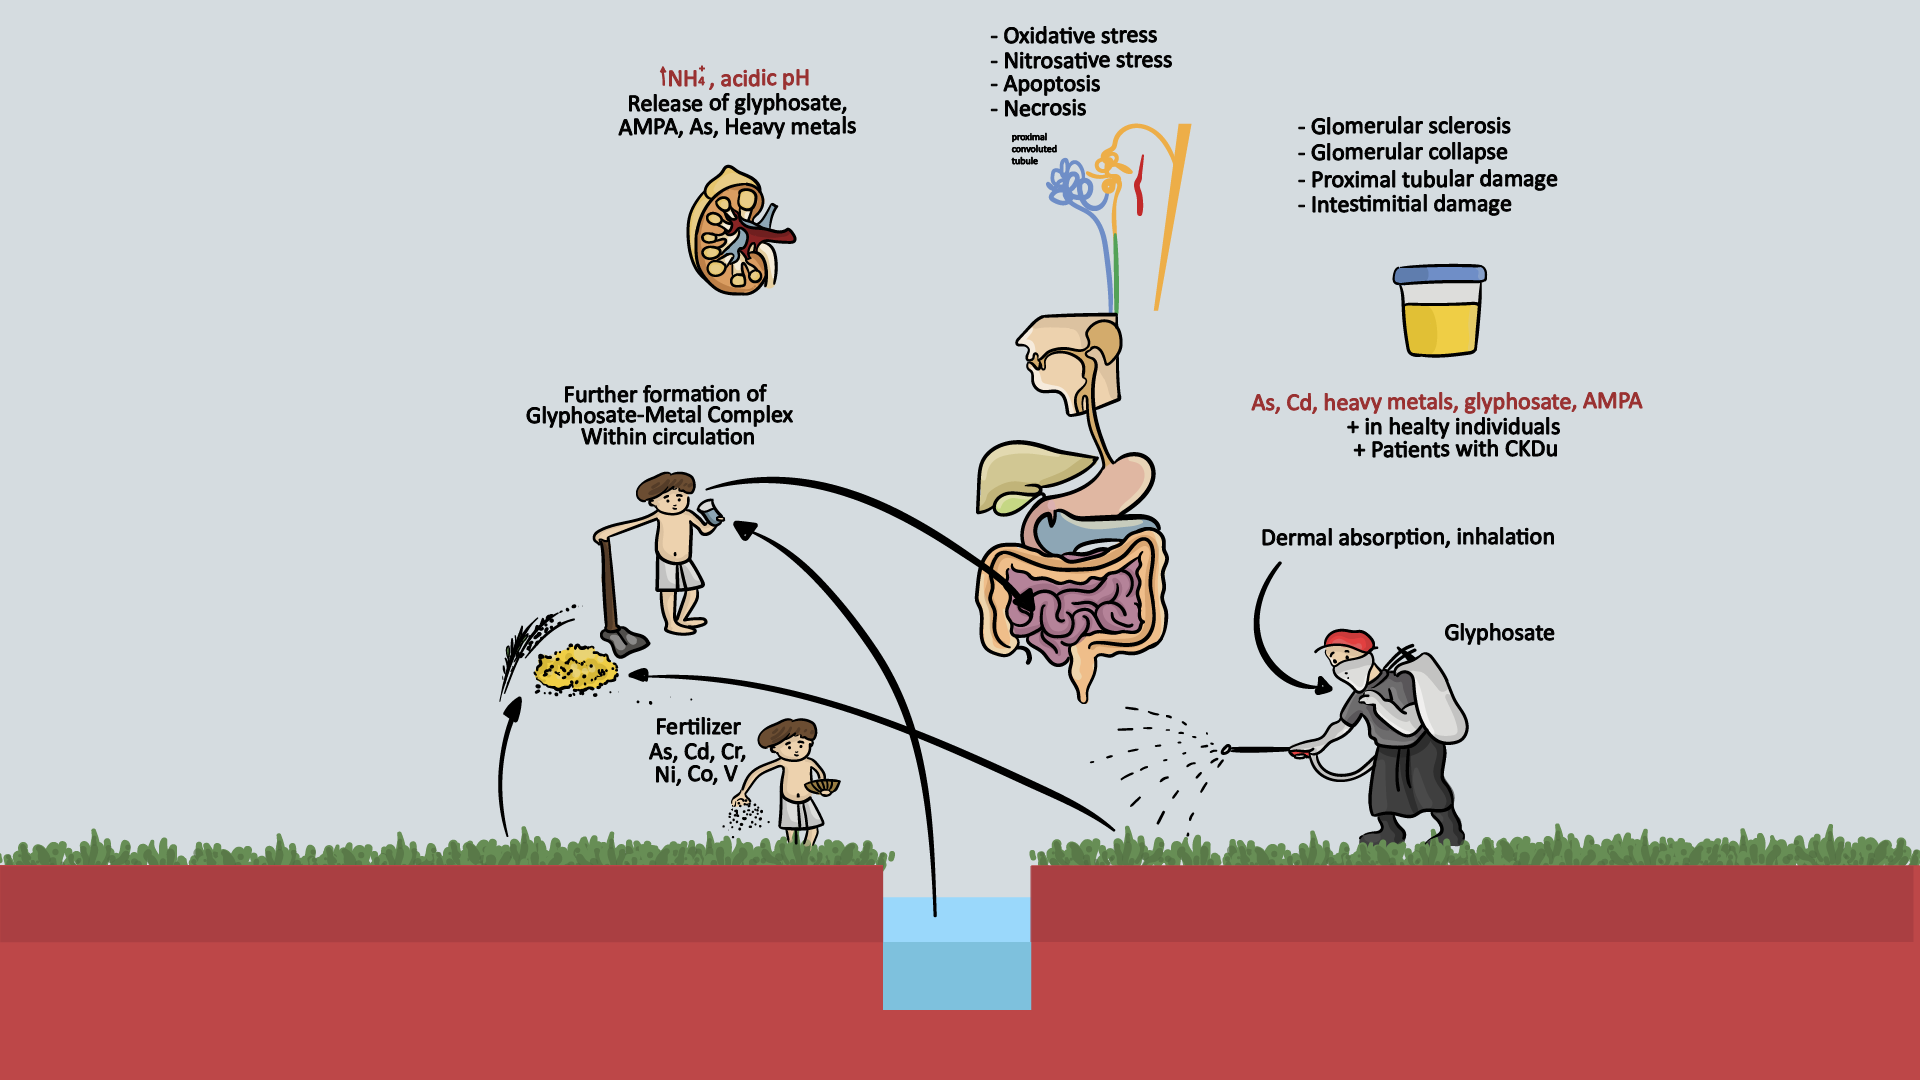 ↑NH₄⁺, acidic pH
Release of glyphosate,
AMPA, As, Heavy metals
- Oxidative stress
- Nitrosative stress
- Apoptosis
- Necrosis
proximal
convoluted
tubule
- Glomerular sclerosis
- Glomerular collapse
- Proximal tubular damage
- Intestimitial damage
Further formation of
Glyphosate-Metal Complex
Within circulation
As, Cd, heavy metals, glyphosate, AMPA
+ in healty individuals
+ Patients with CKDu
Dermal absorption, inhalation
Glyphosate
Fertilizer
As, Cd, Cr,
Ni, Co, V